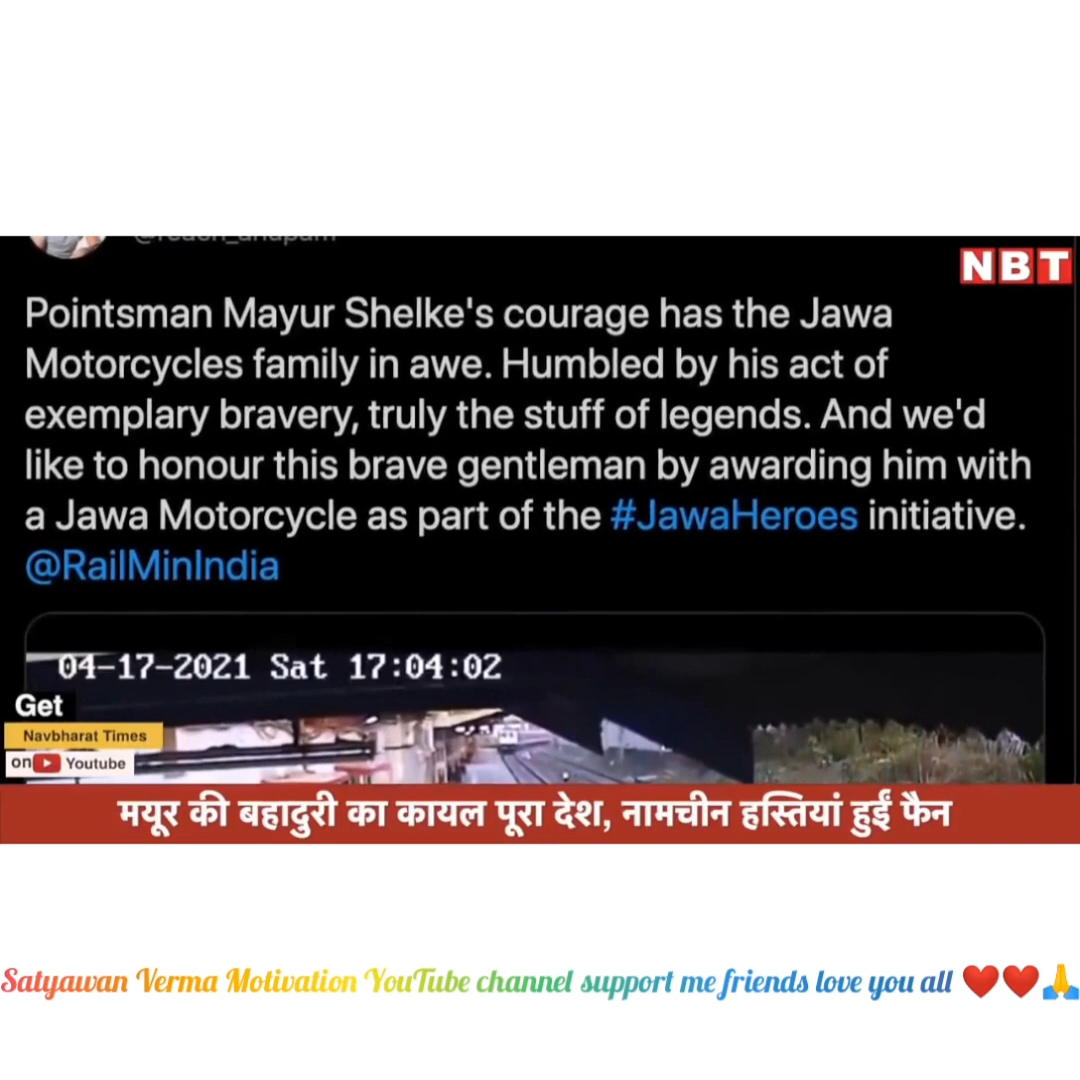 NBT
Pointsman Mayur Shelke's courage has the Jawa
Motorcycles family in awe. Humbled by his act of
exemplary bravery, truly the stuff of legends. And we'd
like to honour this brave gentleman by awarding him with
a Jawa Motorcycle as part of the #JawaHeroes initiative.
@RailMinIndia
04-17-2021 Sat 17:04:02
Get
Navbharat Times
on YouTube
मयूर की बहादुरी का कायल पूरा देश, नामचीन हस्तियां हुईं फैन
Satyawan Verma Motivation YouTube channel support me friends love you all ❤️❤️🙏